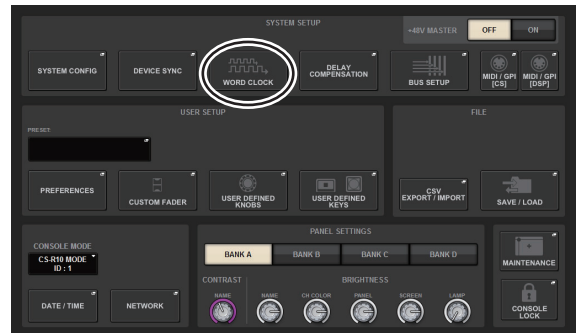 SYSTEM SETUP
+48V MASTER
OFF
ON
SYSTEM CONFIG
DEVICE SYNC
WORD CLOCK
DELAY
COMPENSATION
BUS SETUP
MIDI / GPI
[CS]
MIDI / GPI
[DSP]
USER SETUP
PRESET
PREFERENCES
CUSTOM FADER
USER DEFINED
KNOBS
USER DEFINED
KEYS
FILE
CSV
EXPORT / IMPORT
SAVE / LOAD
CONSOLE MODE
CS-R10 MODE
ID : 1
DATE / TIME
NETWORK
PANEL SETTINGS
BANK A
BANK B
BANK C
BANK D
CONTRAST
BRIGHTNESS
NAME
NAME
CH COLOR
PANEL
SCREEN
LAMP
MAINTENANCE
CONSOLE
LOCK